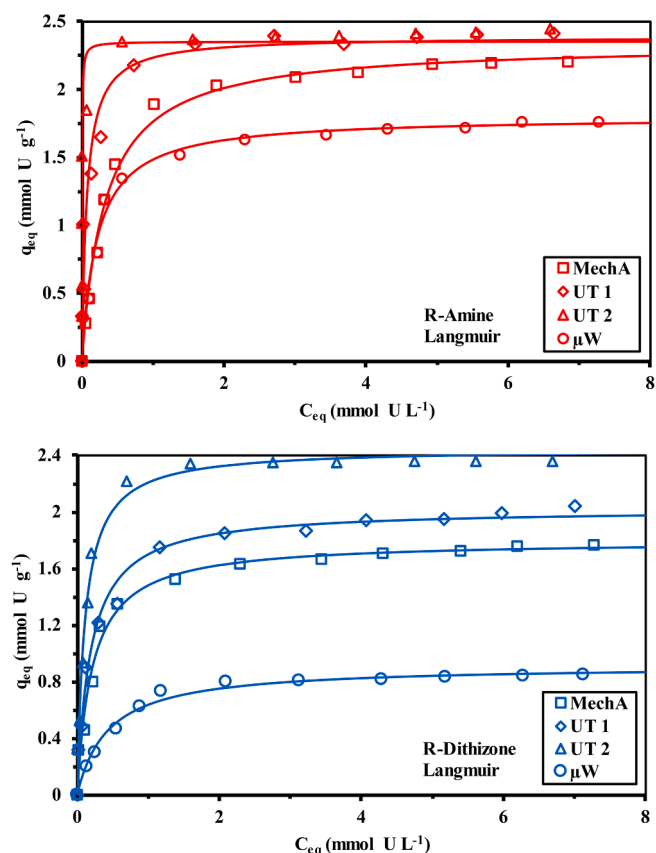 2.5
2
1.5
1
0.5
0
q_eq (mmol U g⁻¹)
R-Amine
Langmuir
MechA
UT 1
UT 2
µW
0 2 4 6 8
C_eq (mmol U L⁻¹)
2.4
2
1.6
1.2
0.8
0.4
0
q_eq (mmol U g⁻¹)
R-Dithizone
Langmuir
MechA
UT 1
UT 2
µW
0 2 4 6 8
C_eq (mmol U L⁻¹)